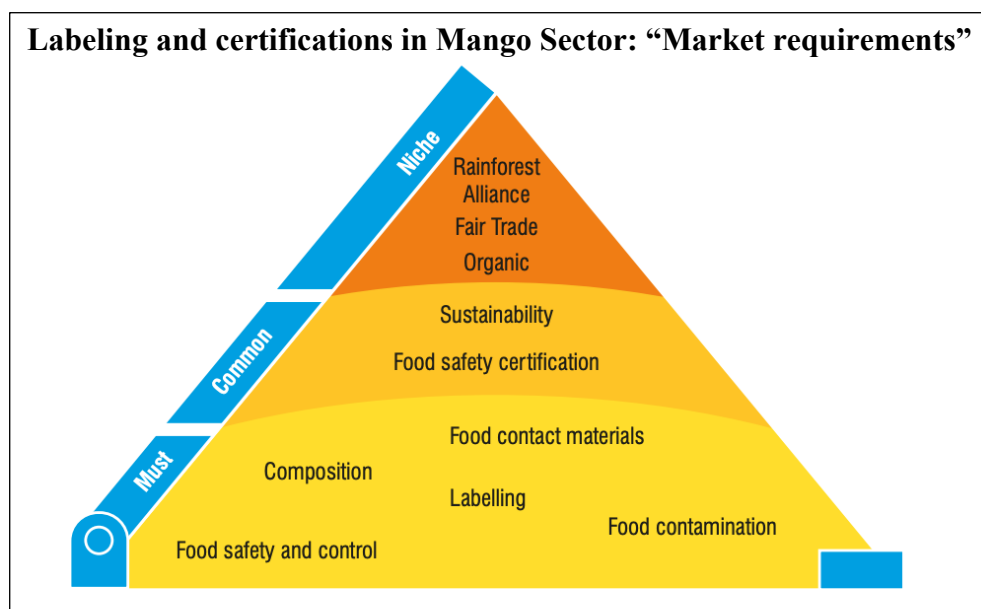 Labeling and certifications in Mango Sector: “Market requirements”
Niche
Rainforest
Alliance
Fair Trade
Organic
Common
Sustainability
Food safety certification
Must
Food contact materials
Composition
Labelling
Food contamination
Food safety and control